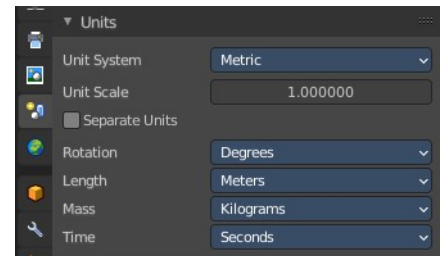 Units
Unit System Metric
Unit Scale 1.000000
Separate Units
Rotation Degrees
Length Meters
Mass Kilograms
Time Seconds